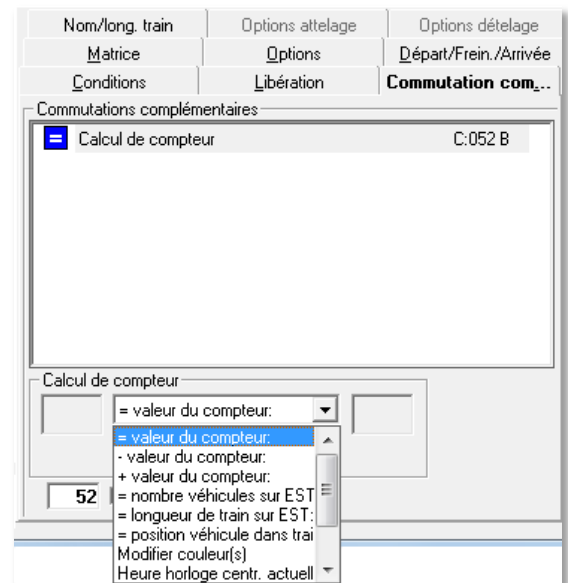 Nom/long. train Options attelage Options dételage
Matrice Options Départ/Frein./Arrivée
Conditions Libération Commutation com...
Commutations complémentaires
= Calcul de compteur C:052 B
Calcul de compteur
= valeur du compteur:
= valeur du compteur:
- valeur du compteur:
+ valeur du compteur:
= nombre véhicules sur EST
52
= longueur de train sur EST:
= position véhicule dans trai
Modifier couleur(s)
Heure horloge centr. actuell